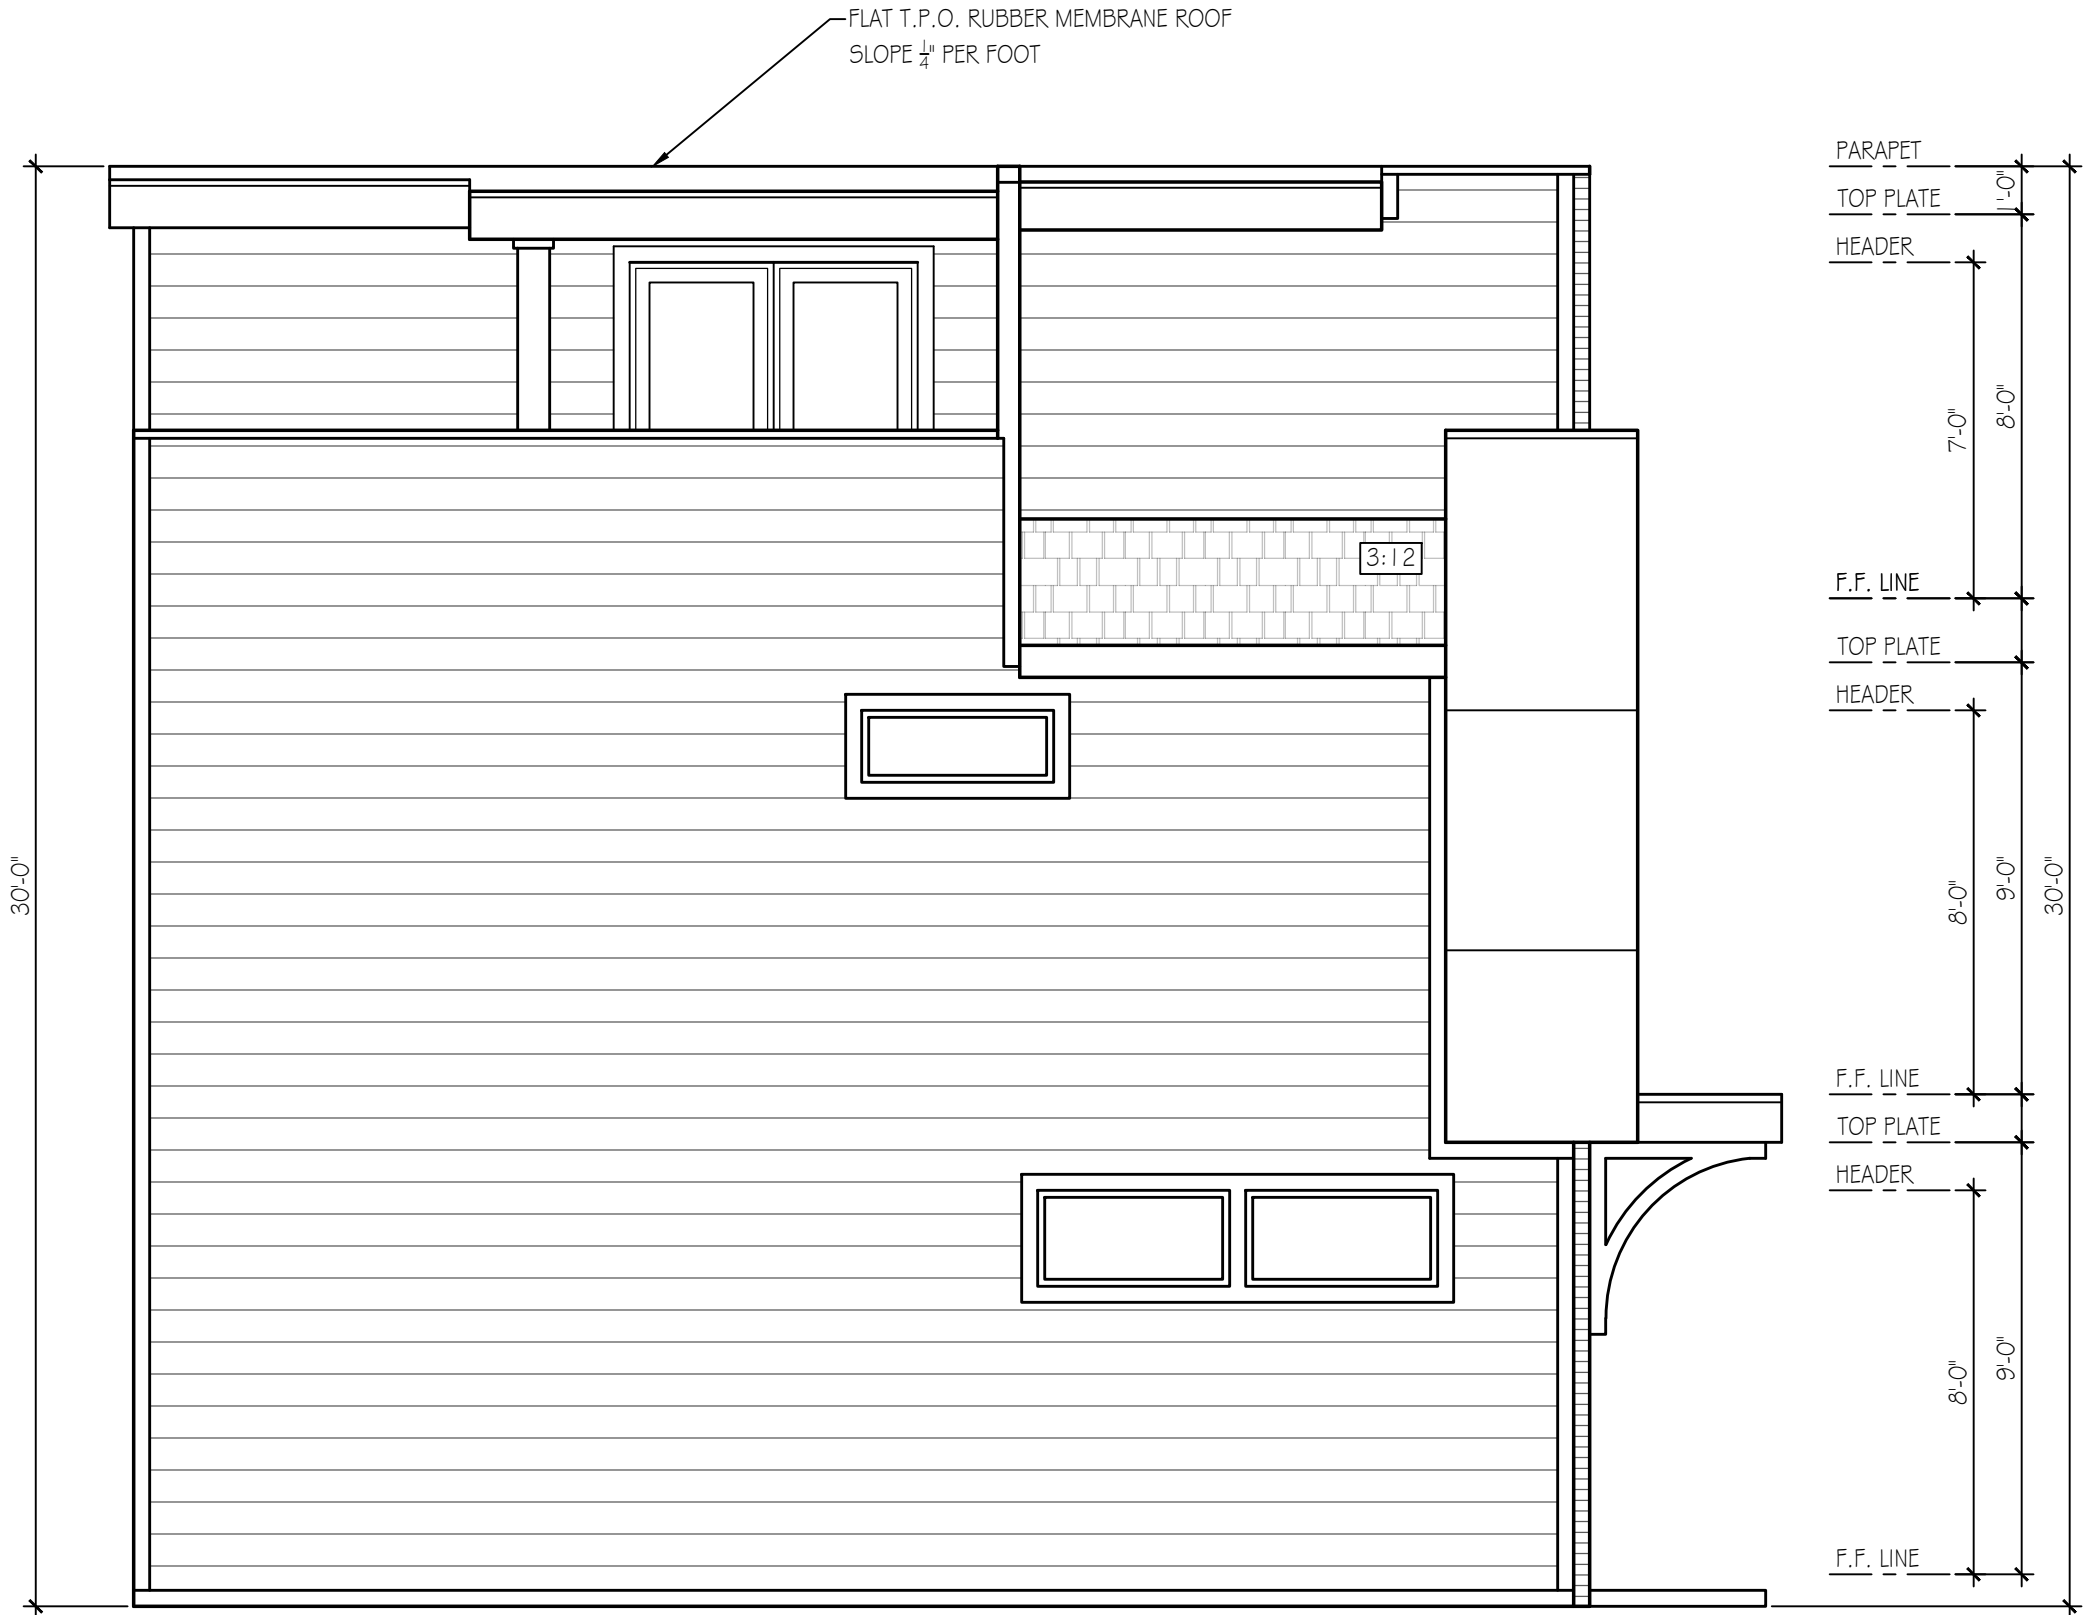 FLAT T.P.O. RUBBER MEMBRANE ROOF
SLOPE 1/4" PER FOOT
PARAPET
1'-0"
TOP PLATE
HEADER
7'-0"
8'-0"
3:12
F.F. LINE
TOP PLATE
HEADER
30'-0"
8'-0"
9'-0"
30'-0"
F.F. LINE
TOP PLATE
HEADER
8'-0"
9'-0"
F.F. LINE